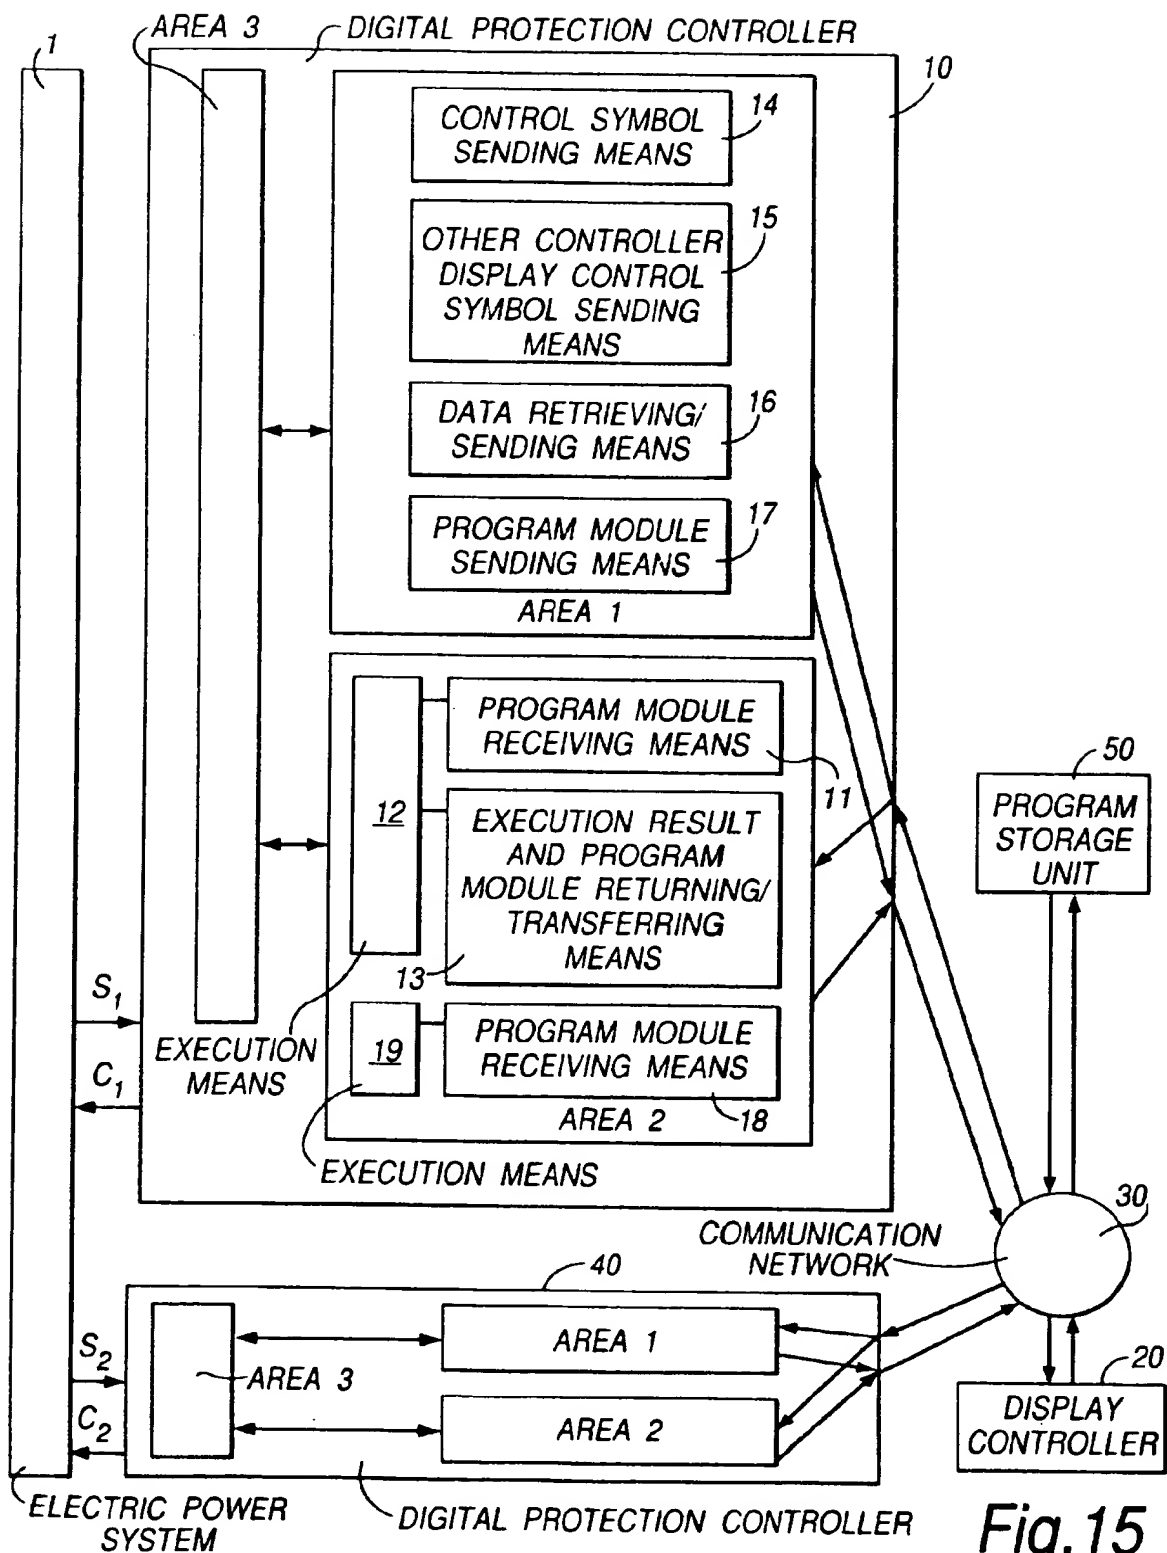 AREA 3
DIGITAL PROTECTION CONTROLLER
1
10
CONTROL SYMBOL
SENDING MEANS
14
OTHER CONTROLLER
DISPLAY CONTROL
SYMBOL SENDING
MEANS
15
DATA RETRIEVING/
SENDING MEANS
16
PROGRAM MODULE
SENDING MEANS
17
AREA 1
PROGRAM MODULE
RECEIVING MEANS
11
12
EXECUTION RESULT
AND PROGRAM
MODULE RETURNING/
TRANSFERRING
MEANS
13
50
PROGRAM
STORAGE
UNIT
S1
C1
EXECUTION
MEANS
19
PROGRAM MODULE
RECEIVING MEANS
AREA 2
18
EXECUTION MEANS
30
COMMUNICATION
NETWORK
40
AREA 1
S2
AREA 3
C2
AREA 2
20
DISPLAY
CONTROLLER
ELECTRIC POWER
SYSTEM
DIGITAL PROTECTION CONTROLLER
Fig.15